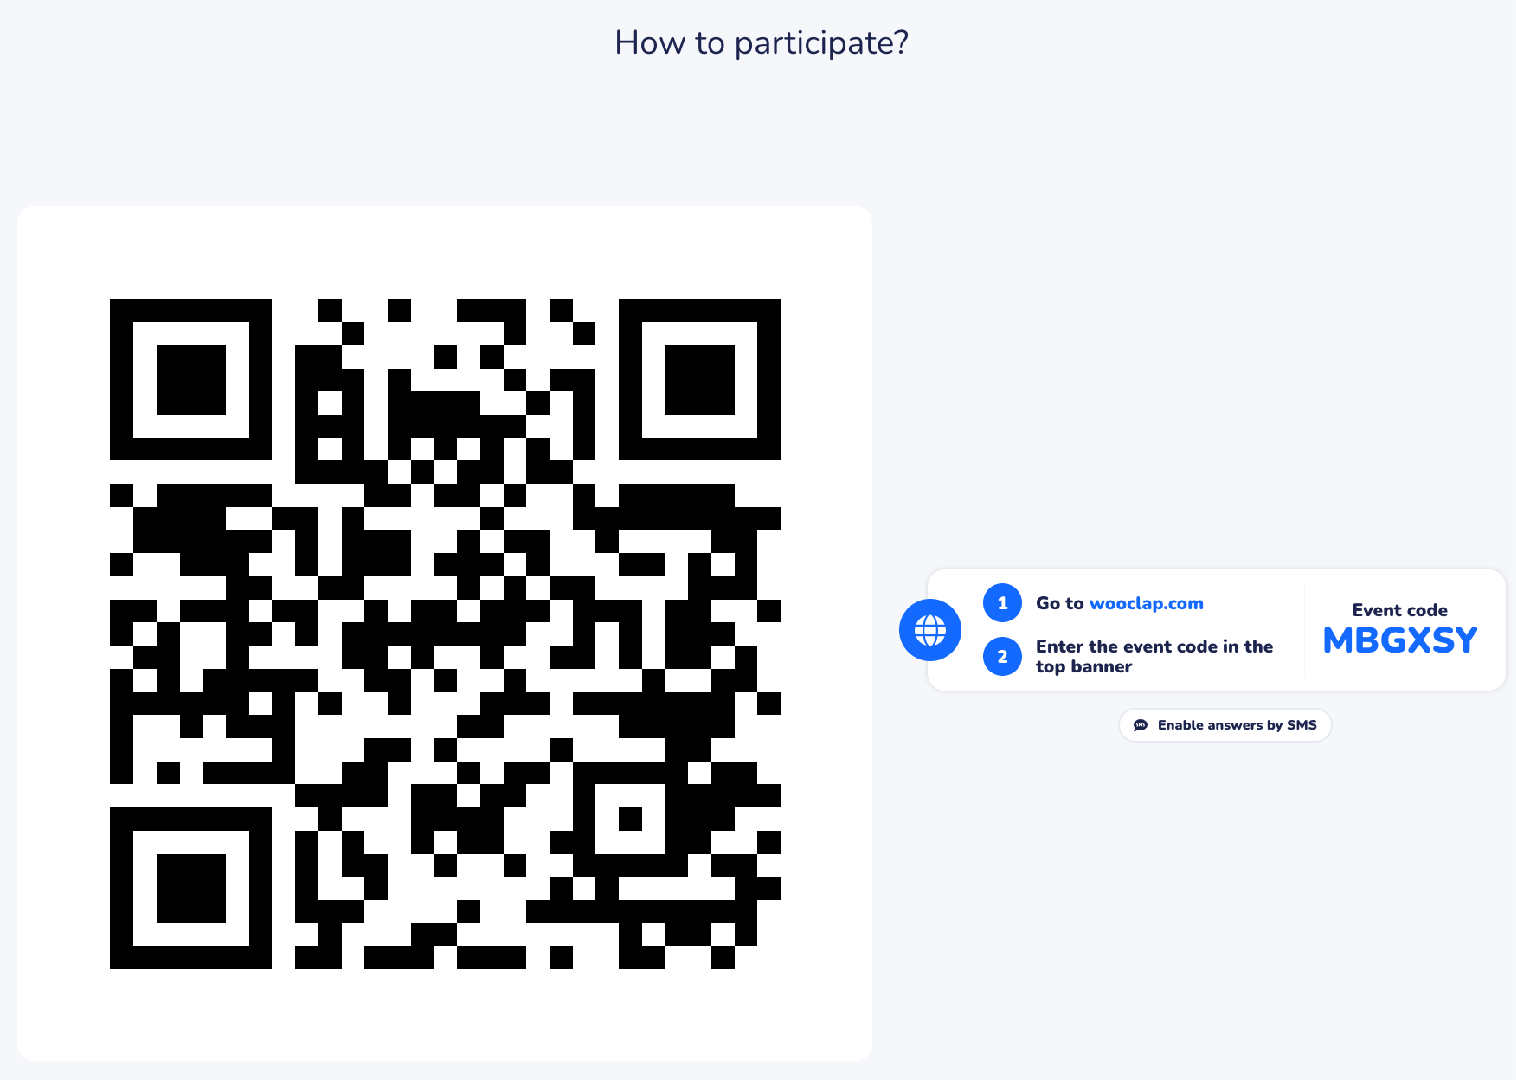 How to participate?
1 Go to wooclap.com
2 Enter the event code in the
top banner
Event code
MBGXSY
SMS Enable answers by SMS